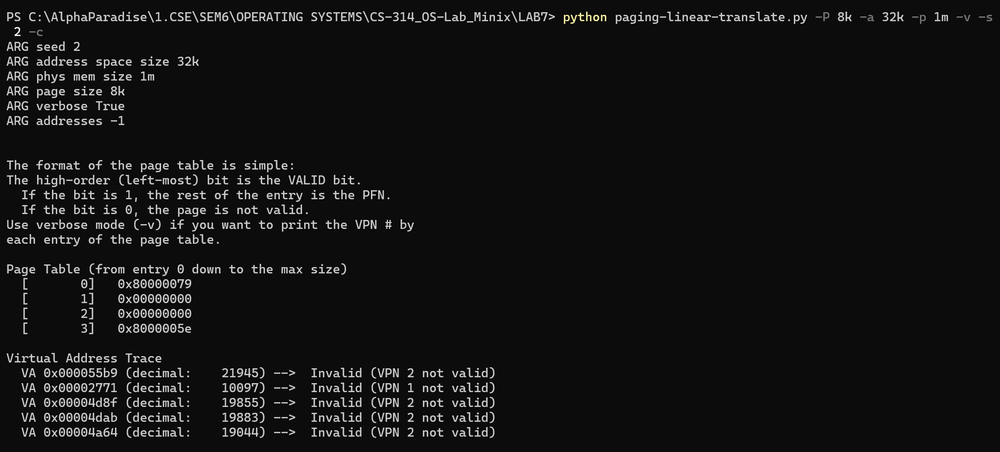 PS C:\AlphaParadise\1.CSE\SEM6\OPERATING SYSTEMS\CS-314_OS-Lab_Minix\LAB7> python paging-linear-translate.py -P 8k -a 32k -p 1m -v -s
 2 -c
ARG seed 2
ARG address space size 32k
ARG phys mem size 1m
ARG page size 8k
ARG verbose True
ARG addresses -1
The format of the page table is simple:
The high-order (left-most) bit is the VALID bit.
  If the bit is 1, the rest of the entry is the PFN.
  If the bit is 0, the page is not valid.
Use verbose mode (-v) if you want to print the VPN # by
each entry of the page table.
Page Table (from entry 0 down to the max size)
  [       0]   0x80000079
  [       1]   0x00000000
  [       2]   0x00000000
  [       3]   0x8000005e
Virtual Address Trace
  VA 0x000055b9 (decimal:    21945) -->  Invalid (VPN 2 not valid)
  VA 0x00002771 (decimal:    10097) -->  Invalid (VPN 1 not valid)
  VA 0x00004d8f (decimal:    19855) -->  Invalid (VPN 2 not valid)
  VA 0x00004dab (decimal:    19883) -->  Invalid (VPN 2 not valid)
  VA 0x00004a64 (decimal:    19044) -->  Invalid (VPN 2 not valid)